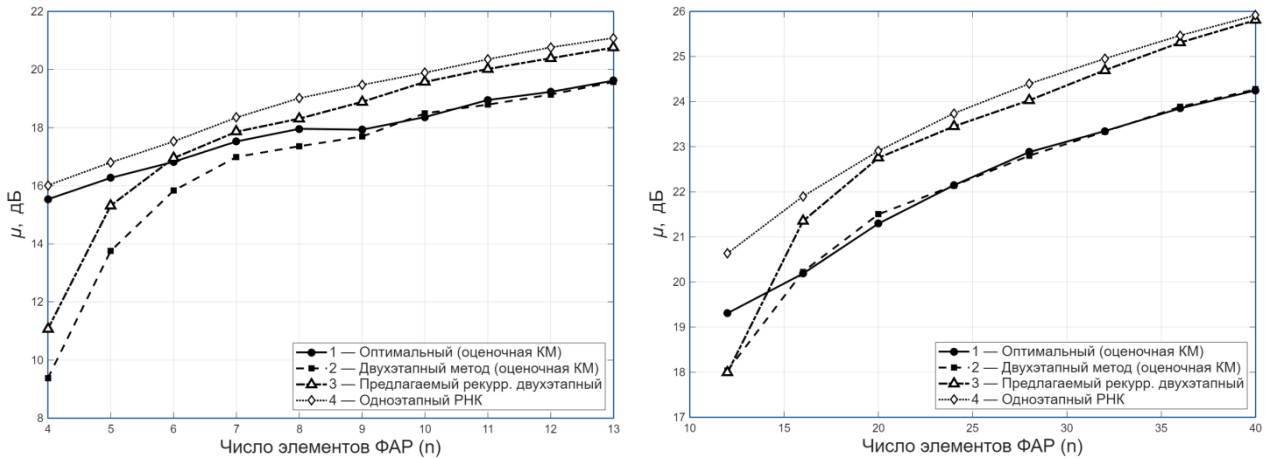 22
20
18
16
14
12
10
8
μ, дБ
4 5 6 7 8 9 10 11 12 13
Число элементов ФАР (n)
1 — Оптимальный (оценочная КМ)
2 — Двухэтапный метод (оценочная КМ)
3 — Предлагаемый рекурр. двухэтапный
4 — Одноэтапный РНК
26
25
24
23
22
21
20
19
18
17
μ, дБ
10 15 20 25 30 35 40
Число элементов ФАР (n)
1 — Оптимальный (оценочная КМ)
2 — Двухэтапный метод (оценочная КМ)
3 — Предлагаемый рекурр. двухэтапный
4 — Одноэтапный РНК